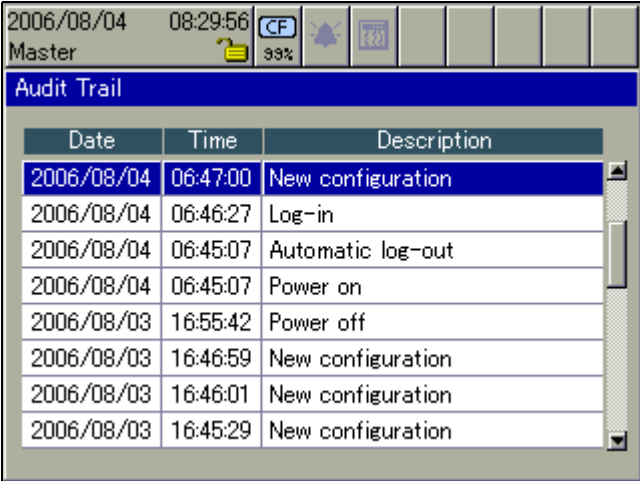 2006/08/04 08:29:56
Master
CF
99%
Audit Trail
Date Time Description
2006/08/04 06:47:00 New configuration
2006/08/04 06:46:27 Log-in
2006/08/04 06:45:07 Automatic log-out
2006/08/04 06:45:07 Power on
2006/08/03 16:55:42 Power off
2006/08/03 16:46:59 New configuration
2006/08/03 16:46:01 New configuration
2006/08/03 16:45:29 New configuration